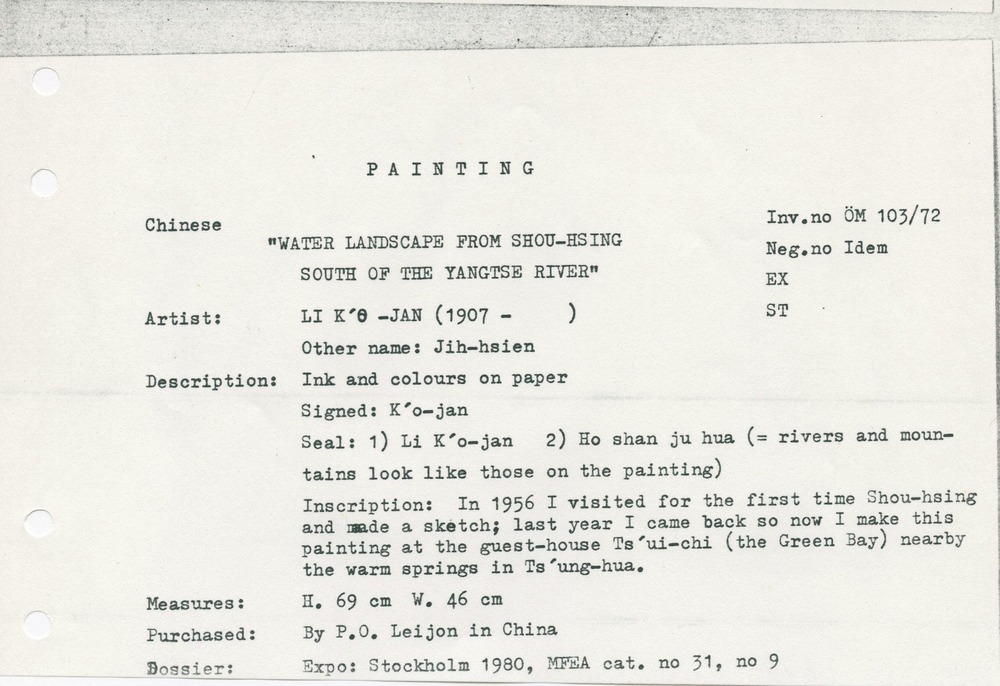 P A I N T I N G
Chinese
Inv.no ÖM 103/72
"WATER LANDSCAPE FROM SHOU-HSING
Neg.no Idem
SOUTH OF THE YANGTSE RIVER"
EX
Artist: LI K´O -JAN (1907 - )
ST
Other name: Jih-hsien
Description: Ink and colours on paper
Signed: K´o-jan
Seal: 1) Li K´o-jan 2) Ho shan ju hua (= rivers and moun-
tains look like those on the painting)
Inscription: In 1956 I visited for the first time Shou-hsing
and made a sketch; last year I came back so now I make this
painting at the guest-house Ts´ui-chi (the Green Bay) nearby
the warm springs in Ts´ung-hua.
Measures: H. 69 cm W. 46 cm
Purchased: By P.O. Leijon in China
Dossier: Expo: Stockholm 1980, MFEA cat. no 31, no 9